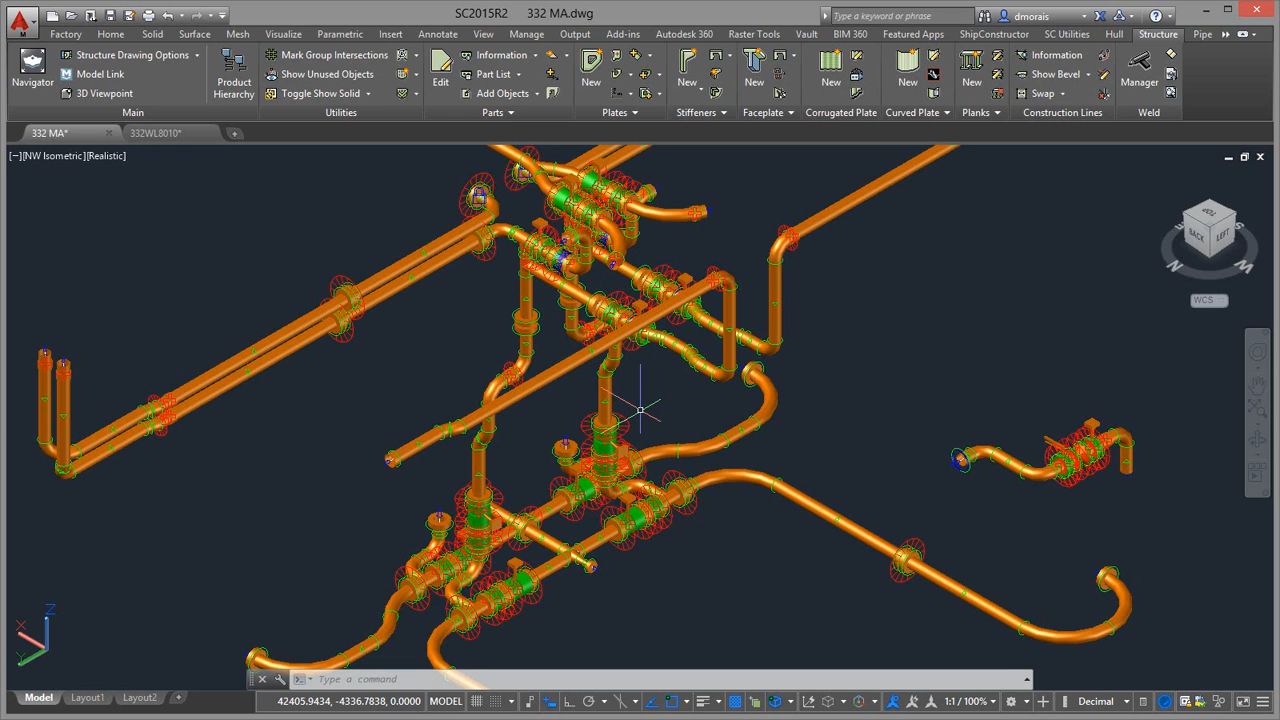 SC2015R2 332 MA.dwg
Type a keyword or phrase
dmorais
Factory Home Solid Surface Mesh Visualize Parametric Insert Annotate View Manage Output Add-ins Autodesk 360 Raster Tools Vault BIM 360 Featured Apps ShipConstructor SC Utilities Hull Structure Pipe
Navigator
Structure Drawing Options
Model Link
3D Viewpoint
Product
Hierarchy
Mark Group Intersections
Show Unused Objects
Toggle Show Solid
Edit
Information
Part List
Add Objects
New
New
New
New
New
New
Information
Show Bevel
Swap
Manager
Main Utilities Parts Plates Stiffeners Faceplate Corrugated Plate Curved Plate Planks Construction Lines Weld
332 MA* 332WL8010*
[−][NW Isometric][Realistic]
TOP
BACK
LEFT
S
W
N
WCS
Z
X
Y
Type a command
Model Layout1 Layout2
42405.9434, -4336.7838, 0.0000 MODEL
1:1 / 100%
Decimal